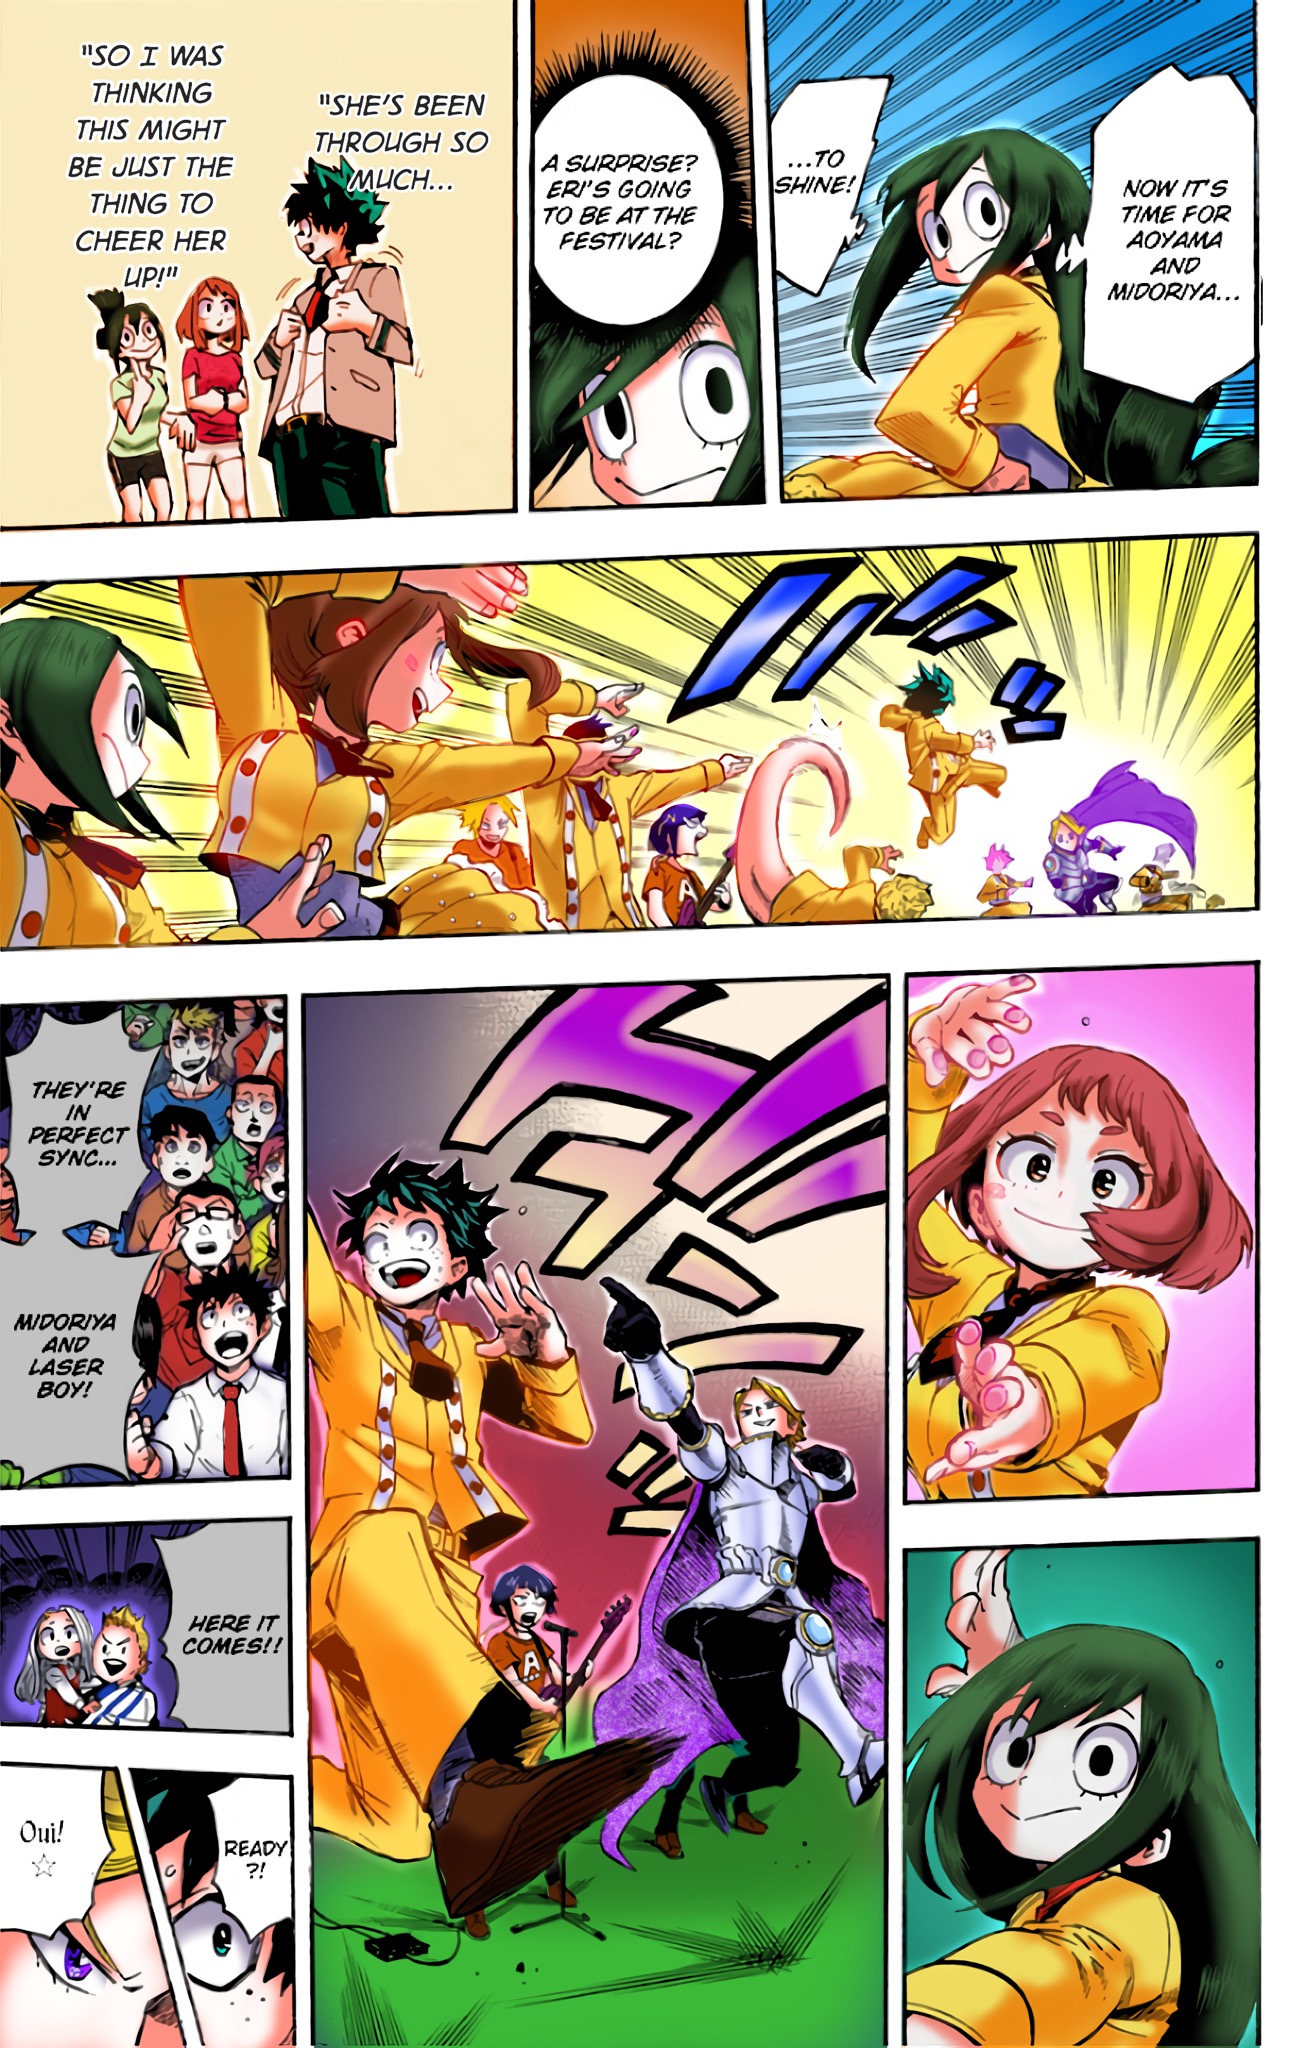 NOW IT'S
TIME FOR
AOYAMA
AND
MIDORIYA...
...TO
SHINE!
A SURPRISE?
ERI'S GOING
TO BE AT THE
FESTIVAL?
"SHE'S BEEN
THROUGH SO
MUCH...
"SO I WAS
THINKING
THIS MIGHT
BE JUST THE
THING TO
CHEER HER
UP!"
A
A
THEY'RE
IN
PERFECT
SYNC...
MIDORIYA
AND
LASER
BOY!
HERE IT
COMES!!
READY
?!
Oui!
☆